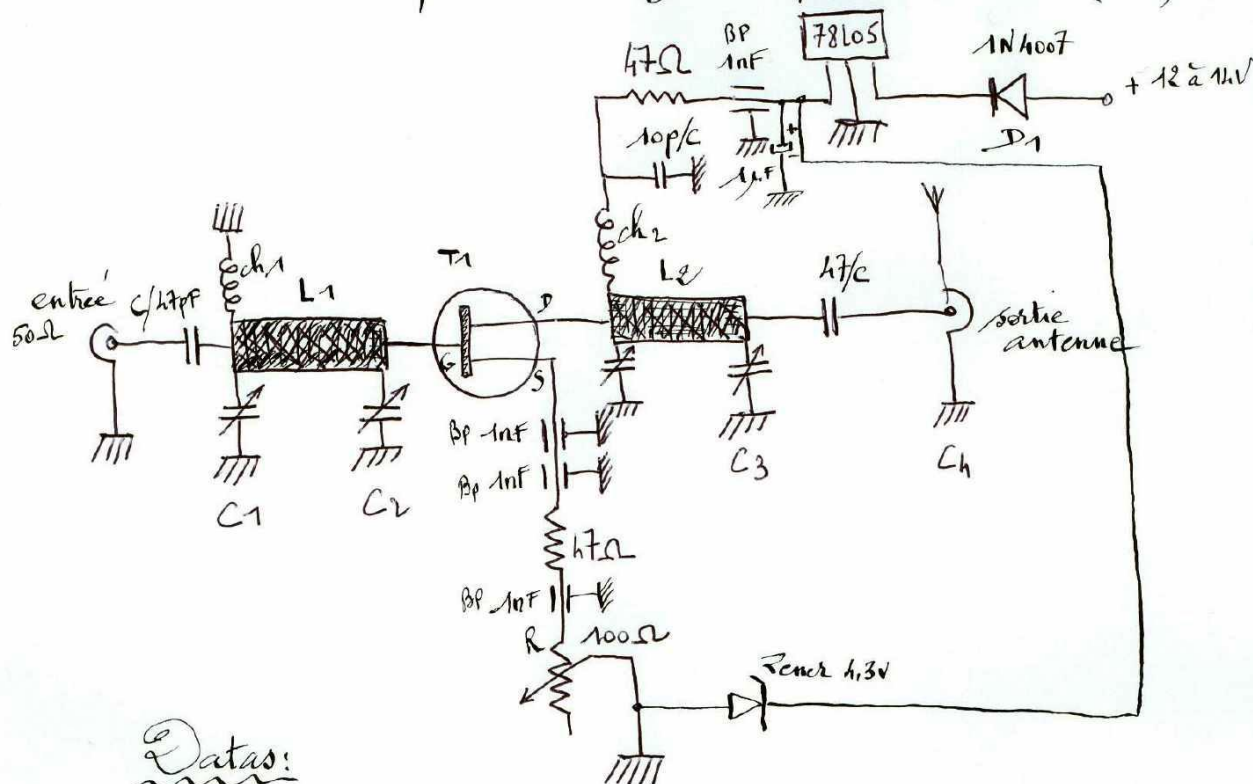 BP
1nF
78L05
1N4007
47Ω
+ 12 à 14V
10p/C
D1
+
1µF
ch1
T1
ch2
L2
47/C
entrée
50Ω
C/47pF
L1
D
G
S
sortie
antenne
BP 1nF
Bp 1nF
C1
C2
C3
C4
47Ω
BP 1nF
R
100Ω
Zener 4,3v
Datas: